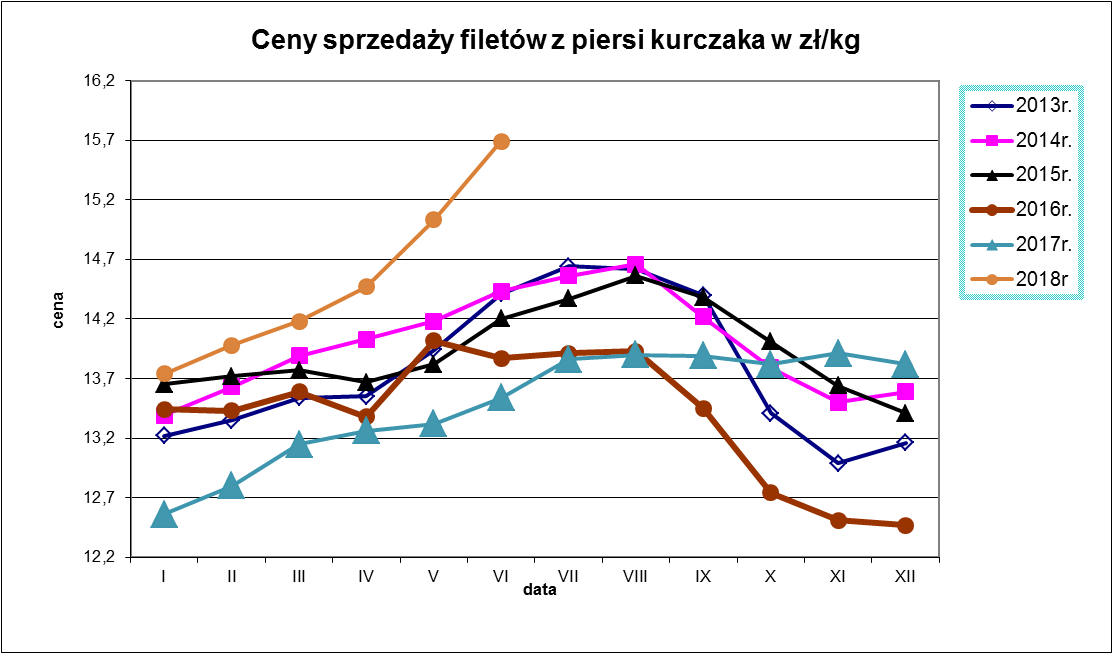 Ceny sprzedaży filetów z piersi kurczaka w zł/kg
16,2
15,7
15,2
14,7
14,2
13,7
13,2
12,7
12,2
cena
I II III IV V VI VII VIII IX X XI XII
data
2013r.
2014r.
2015r.
2016r.
2017r.
2018r